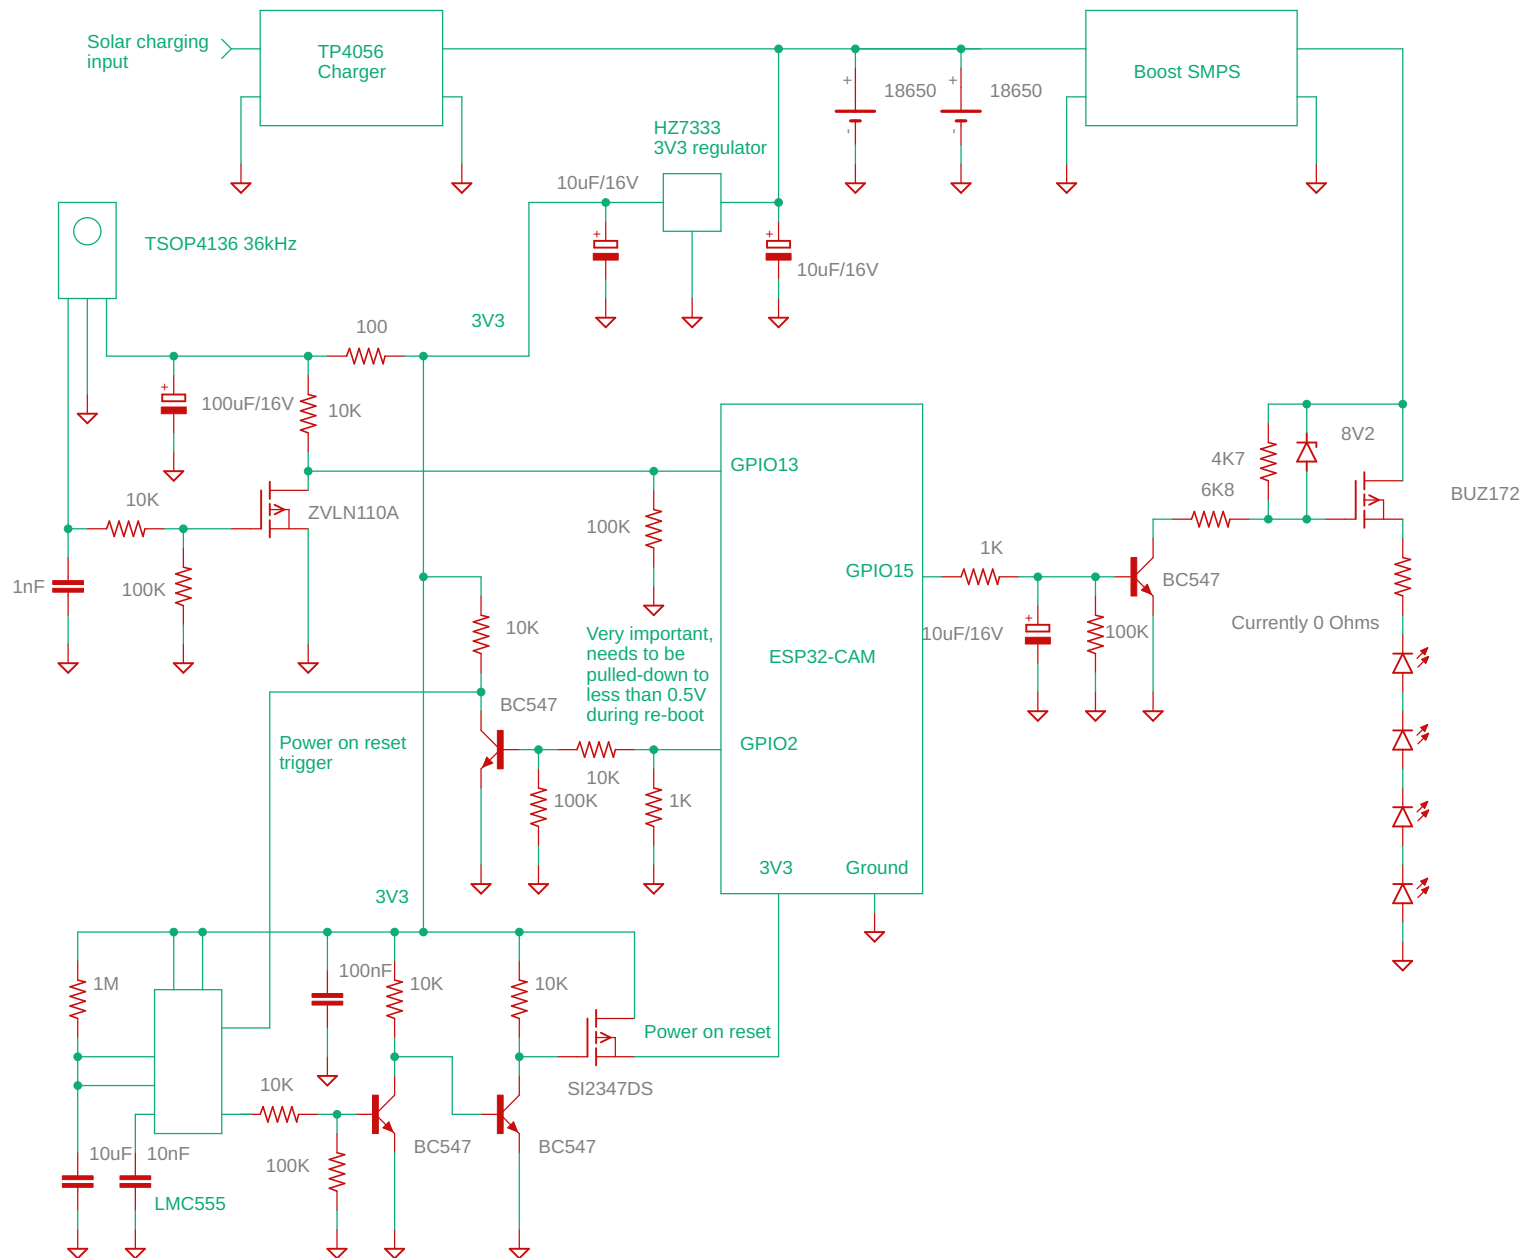 Solar charging
input
TP4056
Charger
+
18650
+
18650
-
-
Boost SMPS
HZ7333
3V3 regulator
10uF/16V
+
+
10uF/16V
TSOP4136 36kHz
100
3V3
+
100uF/16V
10K
8V2
4K7
6K8
BUZ172
GPIO13
10K
ZVLN110A
100K
1K
GPIO15
BC547
1nF
100K
10K
Very important,
needs to be
pulled-down to
less than 0.5V
during re-boot
+
10uF/16V
100K
Currently 0 Ohms
ESP32-CAM
BC547
Power on reset
trigger
GPIO2
10K
100K
1K
3V3
Ground
3V3
1M
100nF
10K
10K
Power on reset
SI2347DS
10K
10uF
10nF
100K
BC547
BC547
LMC555